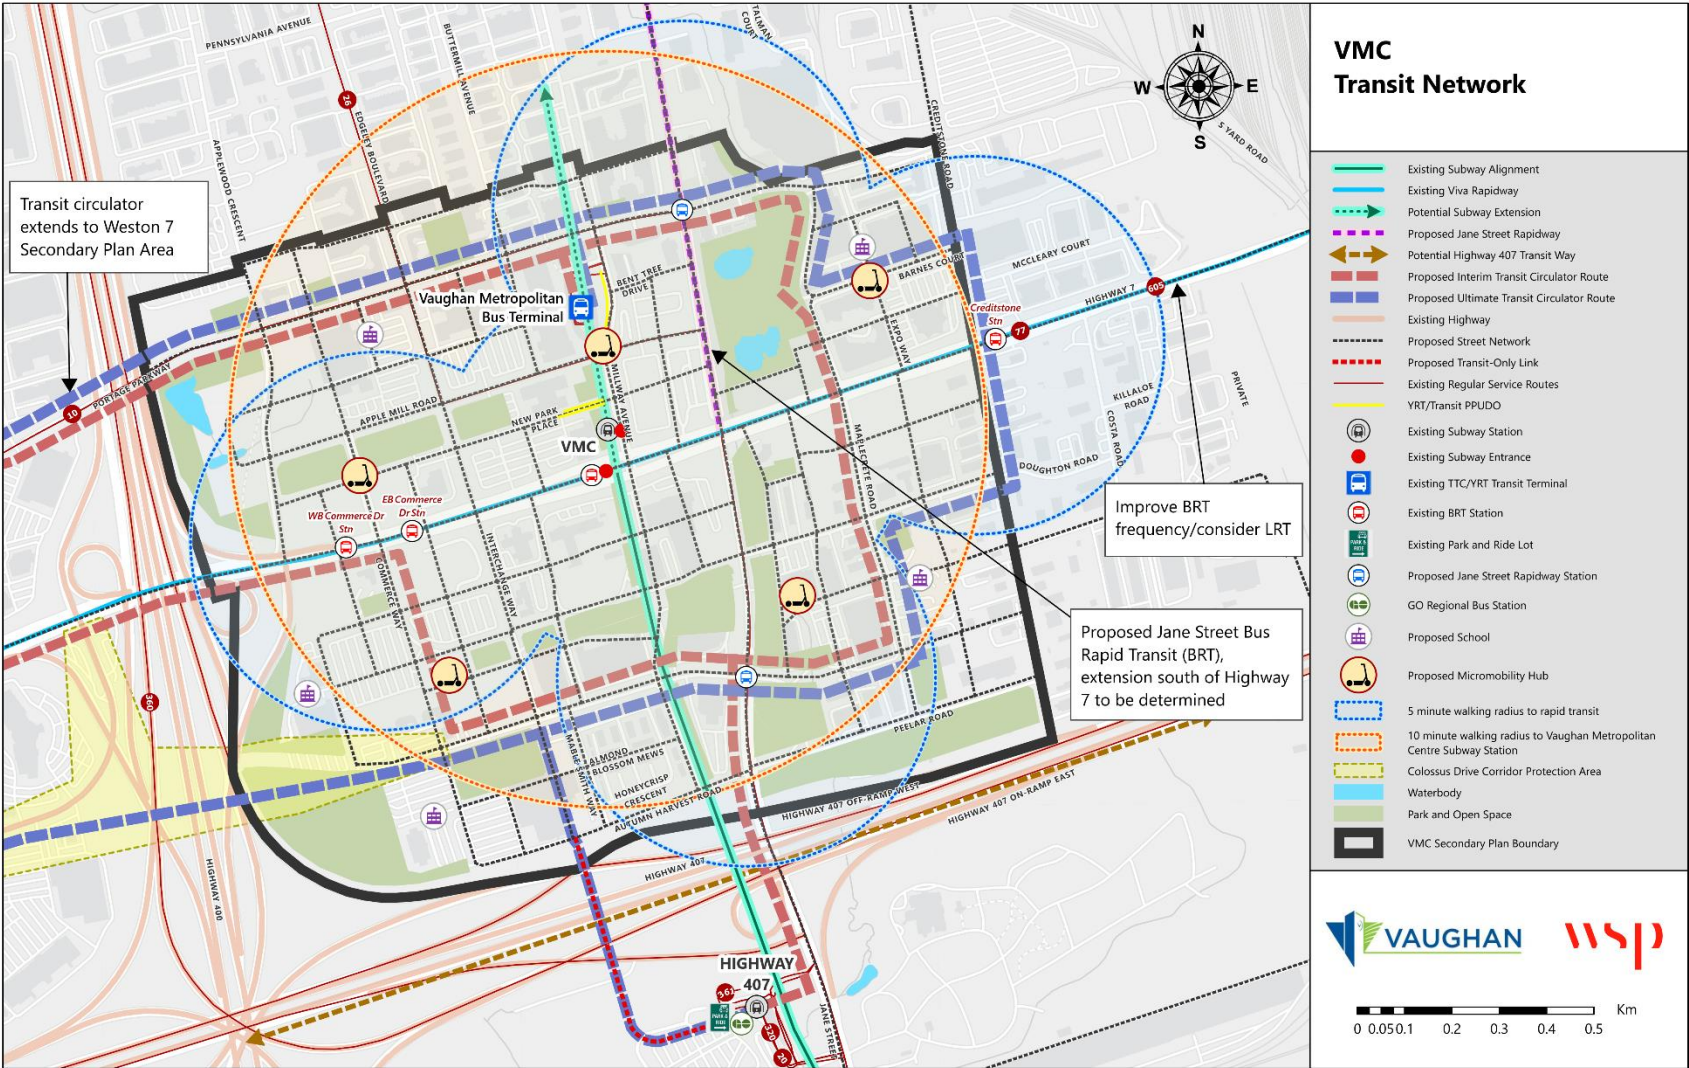 VMC
Transit Network
Existing Subway Alignment
Existing Viva Rapidway
Potential Subway Extension
Proposed Jane Street Rapidway
Potential Highway 407 Transit Way
Proposed Interim Transit Circulator Route
Proposed Ultimate Transit Circulator Route
Existing Highway
Proposed Street Network
Proposed Transit-Only Link
Existing Regular Service Routes
YRT/Transit PPUDO
Existing Subway Station
Existing Subway Entrance
Existing TTC/YRT Transit Terminal
Existing BRT Station
PARK &
RIDE
Existing Park and Ride Lot
Proposed Jane Street Rapidway Station
GO Regional Bus Station
Proposed School
Proposed Micromobility Hub
5 minute walking radius to rapid transit
10 minute walking radius to Vaughan Metropolitan
Centre Subway Station
Colossus Drive Corridor Protection Area
Waterbody
Park and Open Space
VMC Secondary Plan Boundary
VAUGHAN
wsp
Km
0 0.050.1 0.2 0.3 0.4 0.5
N
W E
S
PENNSYLVANIA AVENUE
BUTTERMILL AVENUE
TALMAN
COURT
26
EDGELEY BOULEVARD
APPLEWOOD CRESCENT
CREDITSTONE ROAD
S YARD ROAD
Transit circulator
extends to Weston 7
Secondary Plan Area
BENT TREE
DRIVE
Vaughan Metropolitan
Bus Terminal
BARNES COURT
MCCLEARY COURT
HIGHWAY 7
605
77
Creditstone
Stn
EXPO WAY
10
PORTAGE PARKWAY
APPLE MILL ROAD
NEW PARK
PLACE
MILLWAY AVENUE
VMC
MAPLECRETE ROAD
KILLALOE
ROAD
COSTA ROAD
PRIVATE
DOUGHTON ROAD
Improve BRT
frequency/consider LRT
WB Commerce Dr
Stn
EB Commerce
Dr Stn
COMMERCE WAY
INTERCHANGE WAY
Proposed Jane Street Bus
Rapid Transit (BRT),
extension south of Highway
7 to be determined
360
MABLE SMITH WAY
ALMOND
BLOSSOM MEWS
HONEYCRISP
CRESCENT
AUTUMN HARVEST ROAD
PEELAR ROAD
HIGHWAY 407 OFF-RAMP WEST
HIGHWAY 407 ON-RAMP EAST
HIGHWAY 407
HIGHWAY 400
HIGHWAY
407
361
PARK &
RIDE
320
20
JANE STREET